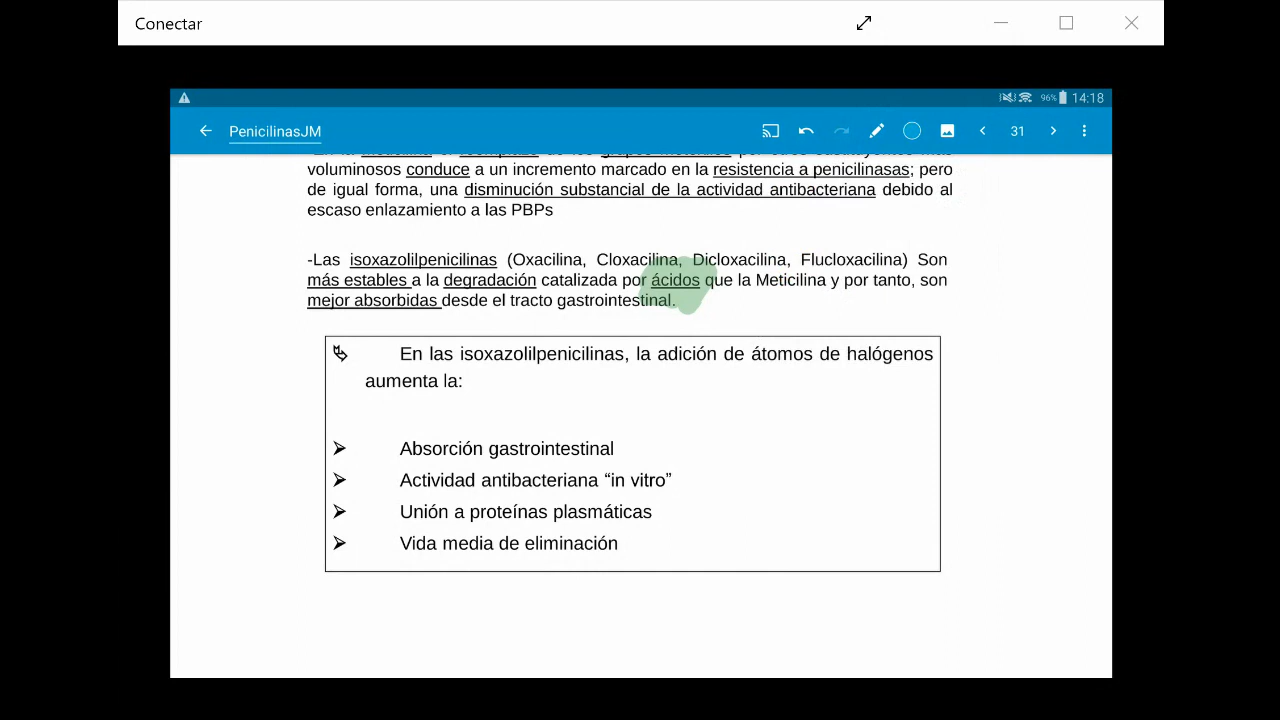 Conectar
96% 14:18
PenicilinasJM
31
voluminosos conduce a un incremento marcado en la resistencia a penicilinasas; pero
de igual forma, una disminución substancial de la actividad antibacteriana debido al
escaso enlazamiento a las PBPs
-Las isoxazolilpenicilinas (Oxacilina, Cloxacilina, Dicloxacilina, Flucloxacilina) Son
más estables a la degradación catalizada por ácidos que la Meticilina y por tanto, son
mejor absorbidas desde el tracto gastrointestinal.
En las isoxazolilpenicilinas, la adición de átomos de halógenos
aumenta la:
Absorción gastrointestinal
Actividad antibacteriana “in vitro”
Unión a proteínas plasmáticas
Vida media de eliminación